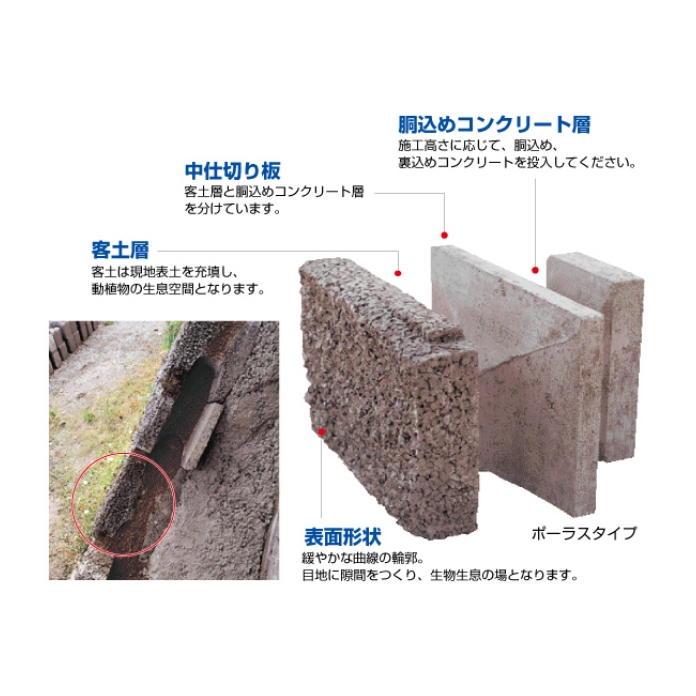 胴込めコンクリート層
施工高さに応じて、胴込め、
裏込めコンクリートを投入してください。
中仕切り板
客土層と胴込めコンクリート層
を分けています。
客土層
客土は現地表土を充填し、
動植物の生息空間となります。
表面形状
緩やかな曲線の輪郭。
目地に隙間をつくり、生物生息の場となります。
ポーラスタイプ